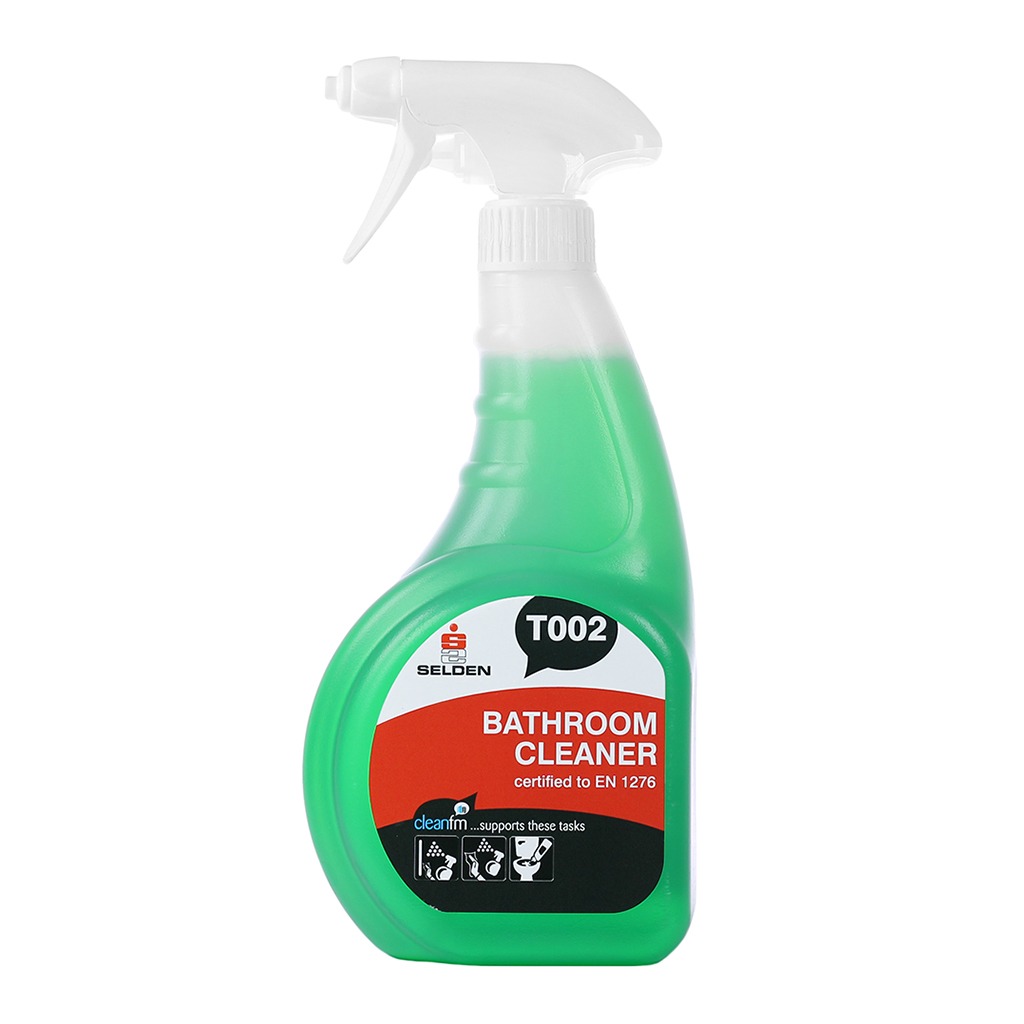 T002
SELDEN
BATHROOM
CLEANER
certified to EN 1276
cleanfm ...supports these tasks